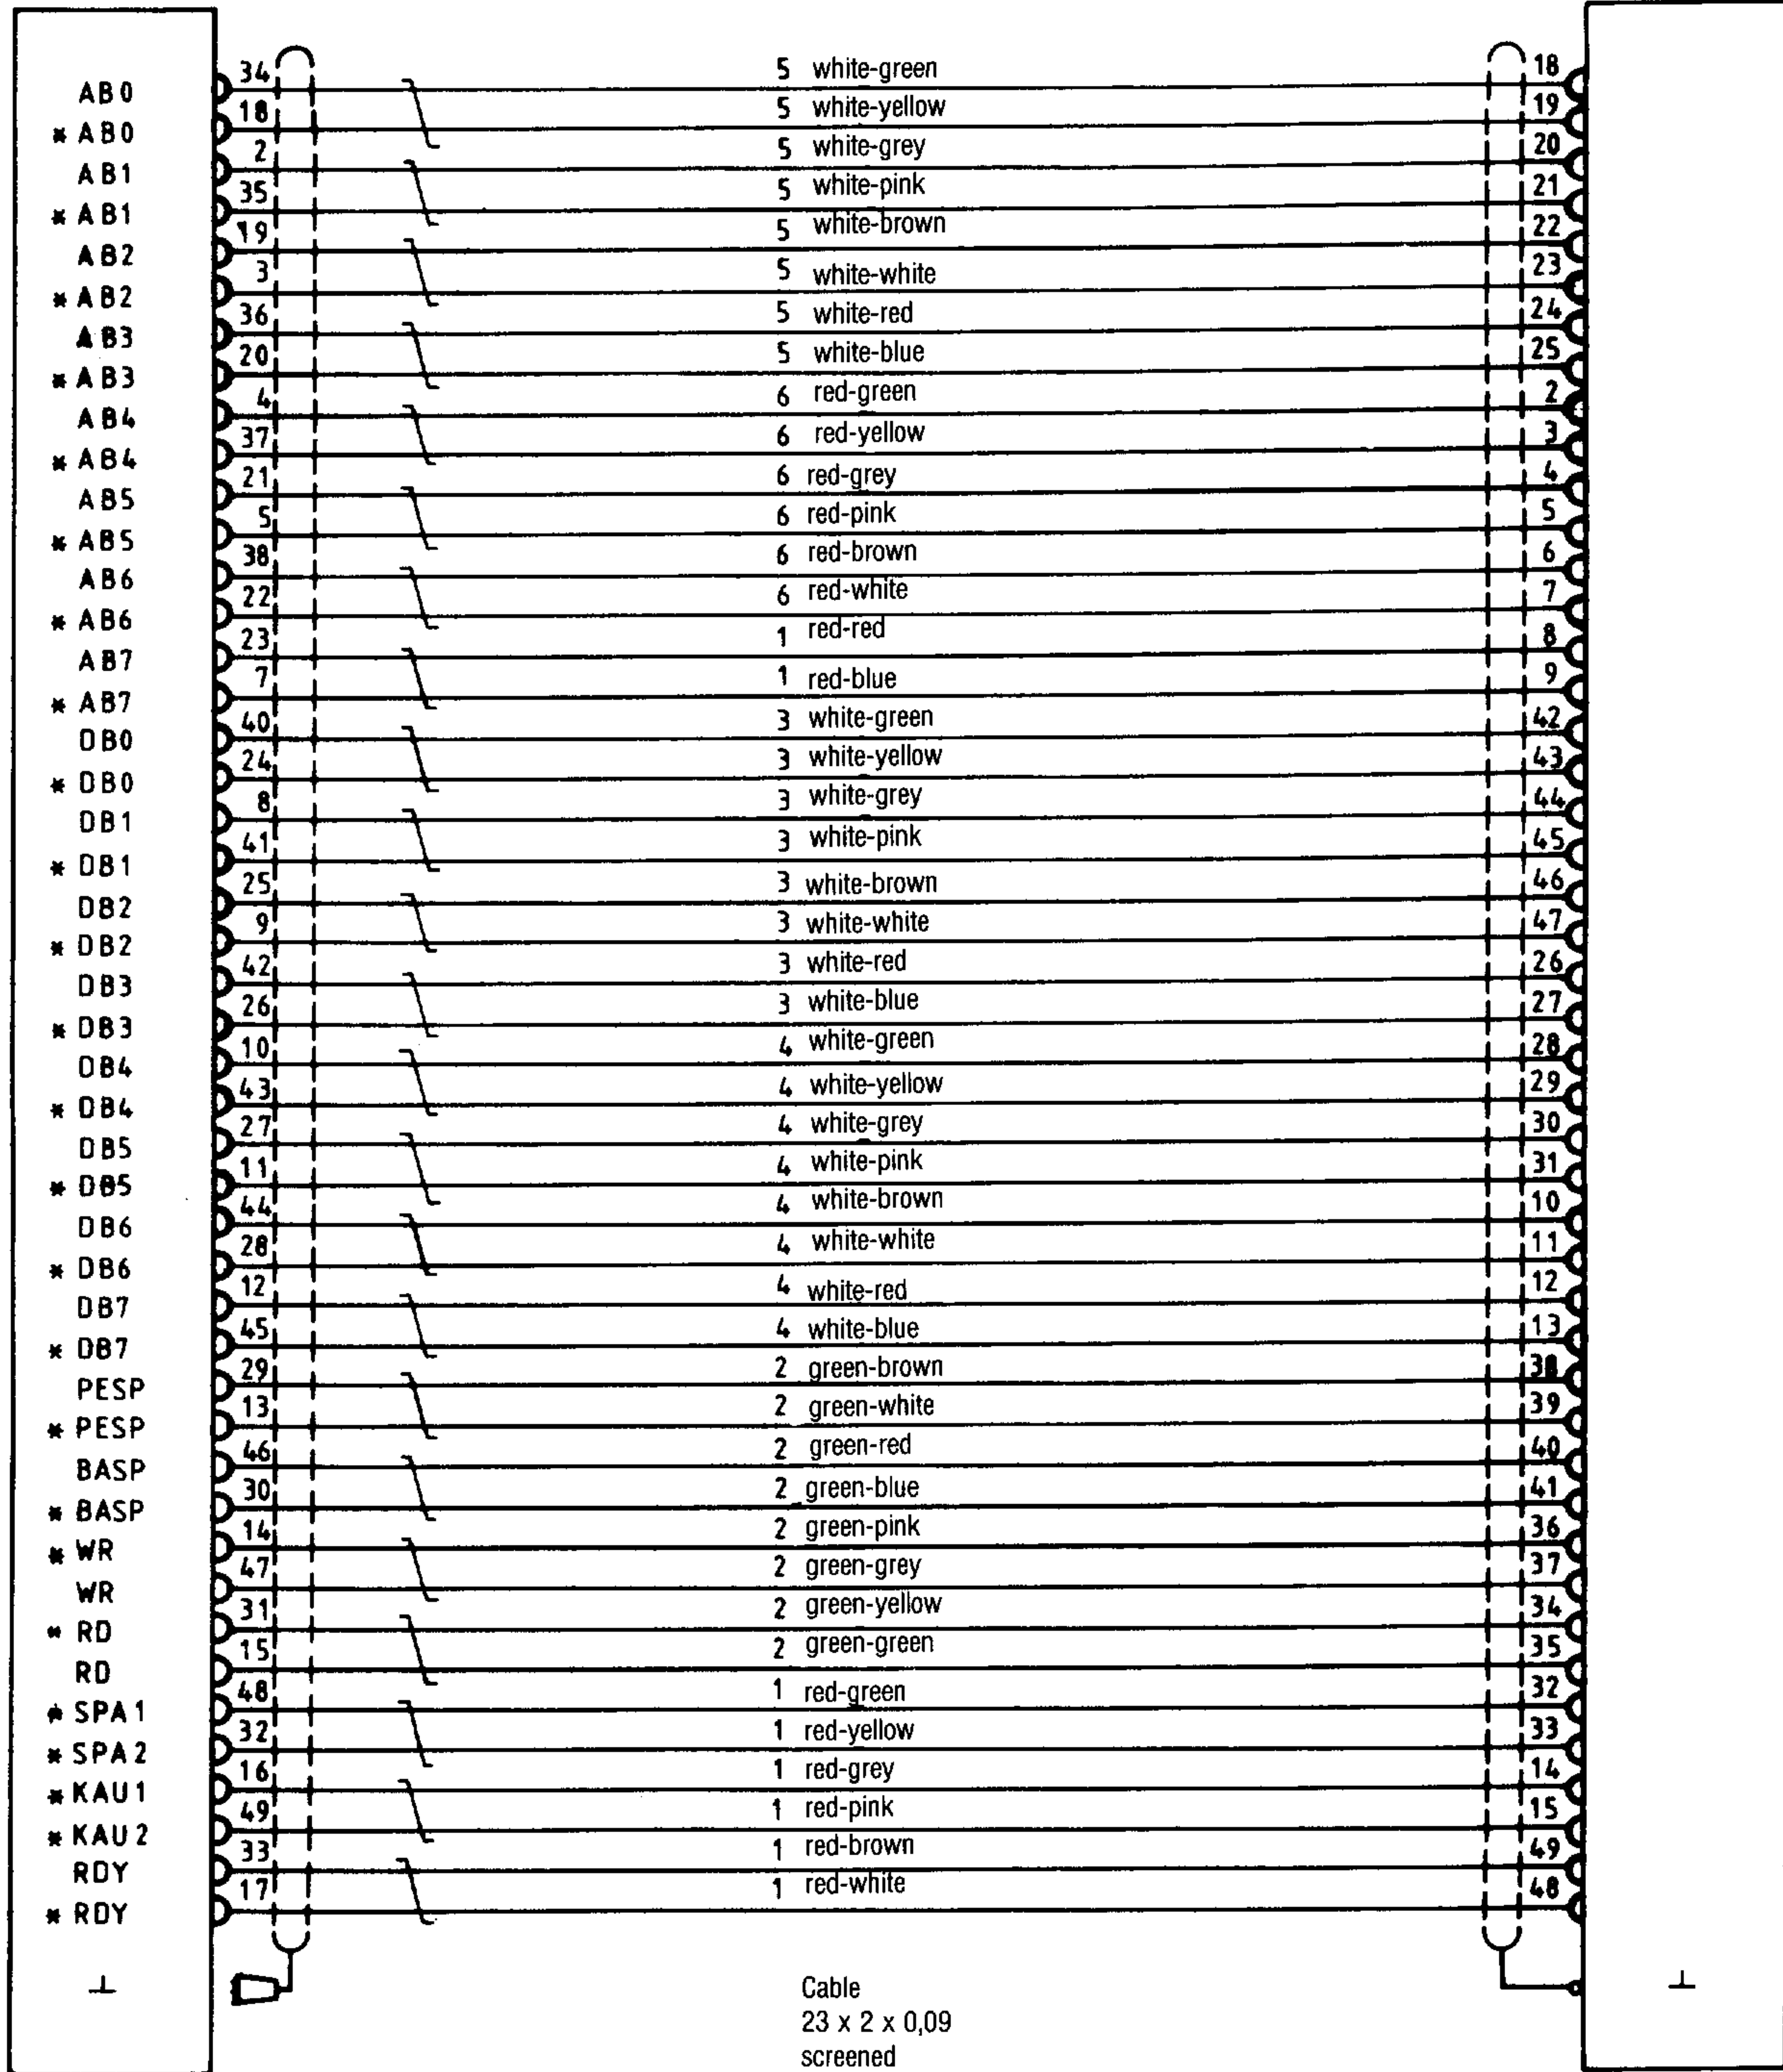 AB0 34 5 white-green 18
* AB0 18 5 white-yellow 19
AB1 2 5 white-grey 20
* AB1 35 5 white-pink 21
AB2 19 5 white-brown 22
* AB2 3 5 white-white 23
AB3 36 5 white-red 24
* AB3 20 5 white-blue 25
AB4 4 6 red-green 2
* AB4 37 6 red-yellow 3
AB5 21 6 red-grey 4
* AB5 5 6 red-pink 5
AB6 38 6 red-brown 6
* AB6 22 6 red-white 7
AB7 23 1 red-red 8
* AB7 7 1 red-blue 9
DB0 40 3 white-green 42
* DB0 24 3 white-yellow 43
DB1 8 3 white-grey 44
* DB1 41 3 white-pink 45
DB2 25 3 white-brown 46
* DB2 9 3 white-white 47
DB3 42 3 white-red 26
* DB3 26 3 white-blue 27
DB4 10 4 white-green 28
* DB4 43 4 white-yellow 29
DB5 27 4 white-grey 30
* DB5 11 4 white-pink 31
DB6 44 4 white-brown 10
* DB6 28 4 white-white 11
DB7 12 4 white-red 12
* DB7 45 4 white-blue 13
PESP 29 2 green-brown 38
* PESP 13 2 green-white 39
BASP 46 2 green-red 40
* BASP 30 2 green-blue 41
* WR 14 2 green-pink 36
WR 47 2 green-grey 37
* RD 31 2 green-yellow 34
RD 15 2 green-green 35
* SPA1 48 1 red-green 32
* SPA2 32 1 red-yellow 33
* KAU1 16 1 red-grey 14
* KAU2 49 1 red-pink 15
RDY 33 1 red-brown 49
* RDY 17 1 red-white 48
Cable
23 x 2 x 0,09
screened